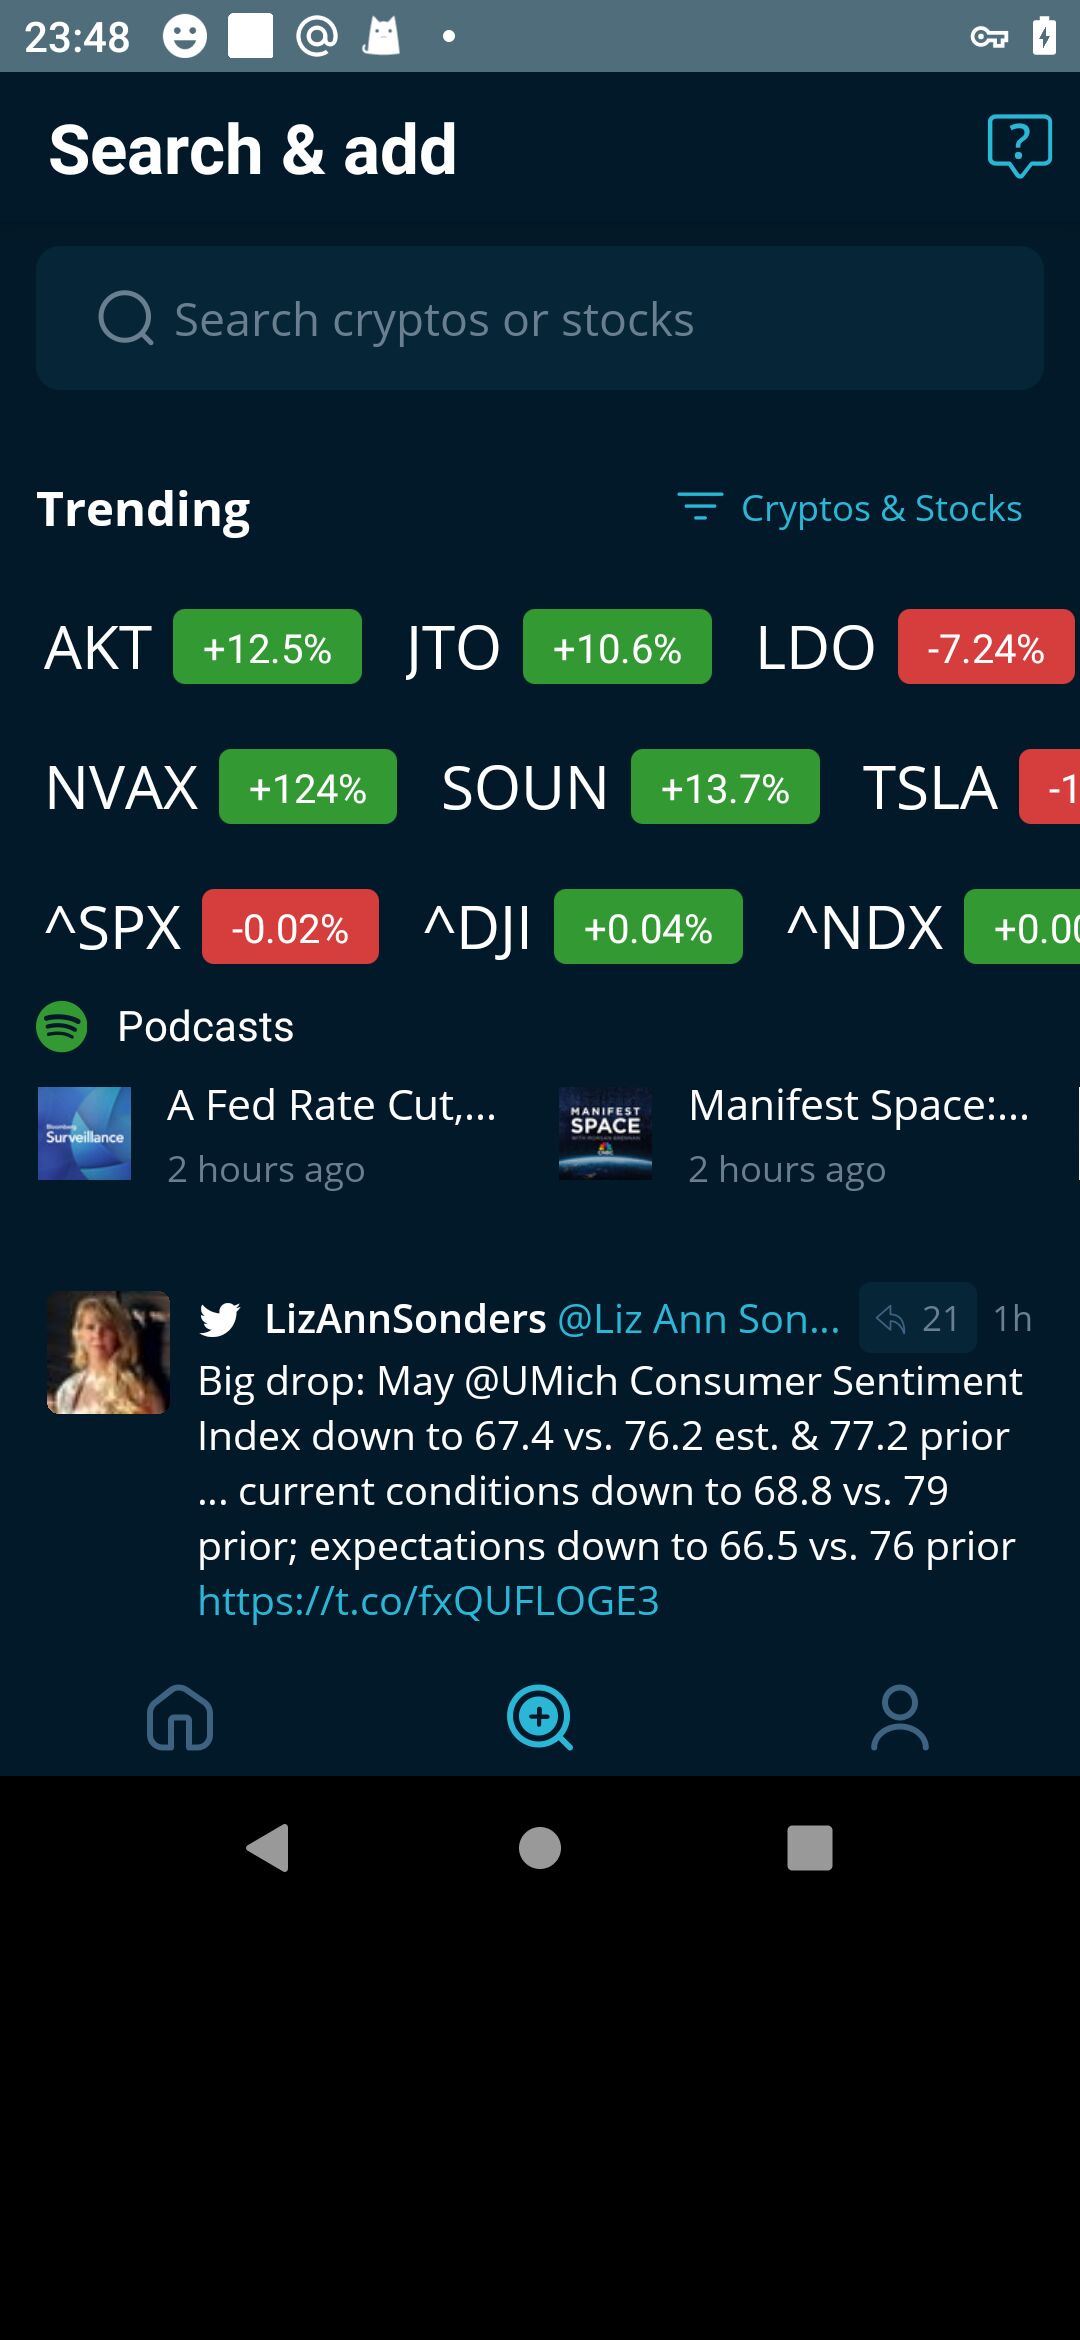 23:48
Search & add
Search cryptos or stocks
Trending Cryptos & Stocks
AKT +12.5% JTO +10.6% LDO -7.24%
NVAX +124% SOUN +13.7% TSLA -1
^SPX -0.02% ^DJI +0.04% ^NDX +0.00
Podcasts
Bloomberg Surveillance A Fed Rate Cut,... MANIFEST SPACE Manifest Space:...
2 hours ago 2 hours ago
LizAnnSonders @Liz Ann Son... 21 1h
Big drop: May @UMich Consumer Sentiment
Index down to 67.4 vs. 76.2 est. & 77.2 prior
... current conditions down to 68.8 vs. 79
prior; expectations down to 66.5 vs. 76 prior
https://t.co/fxQUFLOGE3